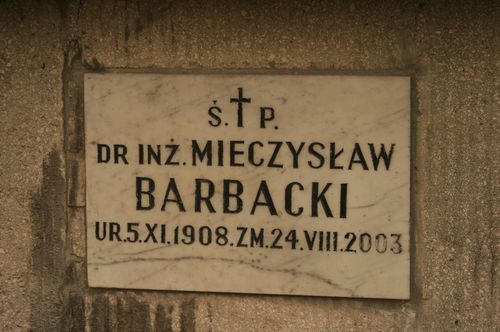 Ś.†P.
DR INŻ. MIECZYSŁAW
BARBACKI
UR.5.XI.1908.ZM.24.VIII.2003